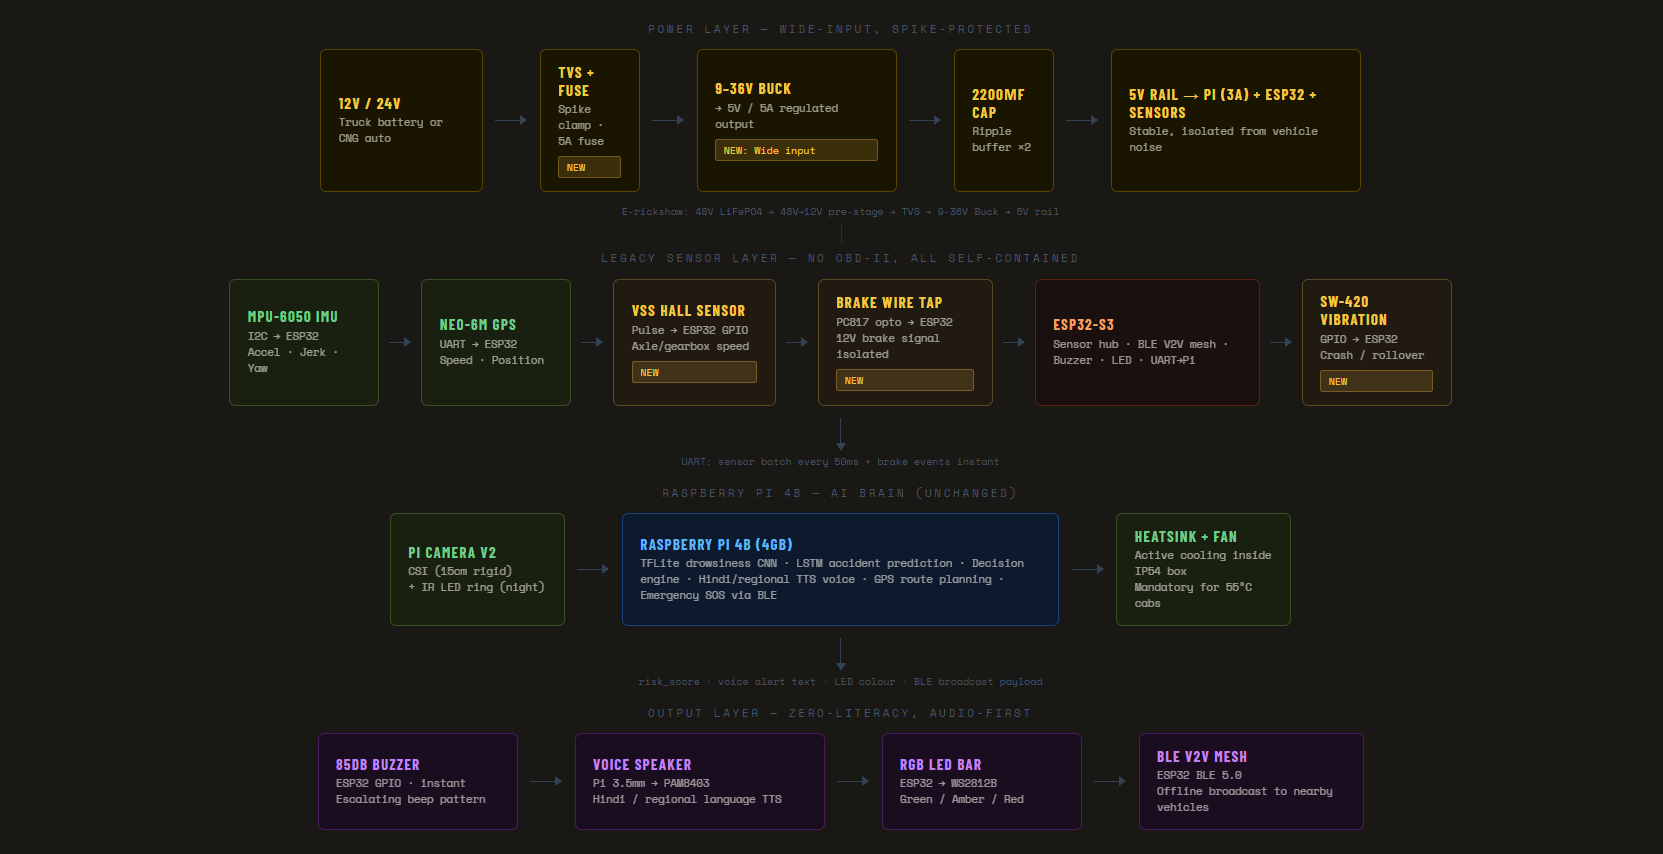 POWER LAYER — WIDE-INPUT, SPIKE-PROTECTED
12V / 24V
Truck battery or
CNG auto
TVS +
FUSE
Spike
clamp ·
5A fuse
NEW
9-36V BUCK
→ 5V / 5A regulated
output
NEW: Wide input
2200ΜF
CAP
Ripple
buffer ×2
5V RAIL → PI (3A) + ESP32 +
SENSORS
Stable, isolated from vehicle
noise
E-rickshaw: 48V LiFePO4 → 48V→12V pre-stage → TVS → 9-36V Buck → 5V rail
LEGACY SENSOR LAYER — NO OBD-II, ALL SELF-CONTAINED
MPU-6050 IMU
I2C → ESP32
Accel · Jerk ·
Yaw
NEO-6M GPS
UART → ESP32
Speed · Position
VSS HALL SENSOR
Pulse → ESP32 GPIO
Axle/gearbox speed
NEW
BRAKE WIRE TAP
PC817 opto → ESP32
12V brake signal
isolated
NEW
ESP32-S3
Sensor hub · BLE V2V mesh ·
Buzzer · LED · UART→Pi
SW-420
VIBRATION
GPIO → ESP32
Crash / rollover
NEW
UART: sensor batch every 50ms + brake events instant
RASPBERRY PI 4B — AI BRAIN (UNCHANGED)
PI CAMERA V2
CSI (15cm rigid)
+ IR LED ring (night)
RASPBERRY PI 4B (4GB)
TFLite drowsiness CNN · LSTM accident prediction · Decision
engine · Hindi/regional TTS voice · GPS route planning ·
Emergency SOS via BLE
HEATSINK + FAN
Active cooling inside
IP54 box
Mandatory for 55°C
cabs
risk_score · voice alert text · LED colour · BLE broadcast payload
OUTPUT LAYER — ZERO-LITERACY, AUDIO-FIRST
85DB BUZZER
ESP32 GPIO · instant
Escalating beep pattern
VOICE SPEAKER
Pi 3.5mm → PAM8403
Hindi / regional language TTS
RGB LED BAR
ESP32 → WS2812B
Green / Amber / Red
BLE V2V MESH
ESP32 BLE 5.0
Offline broadcast to nearby
vehicles